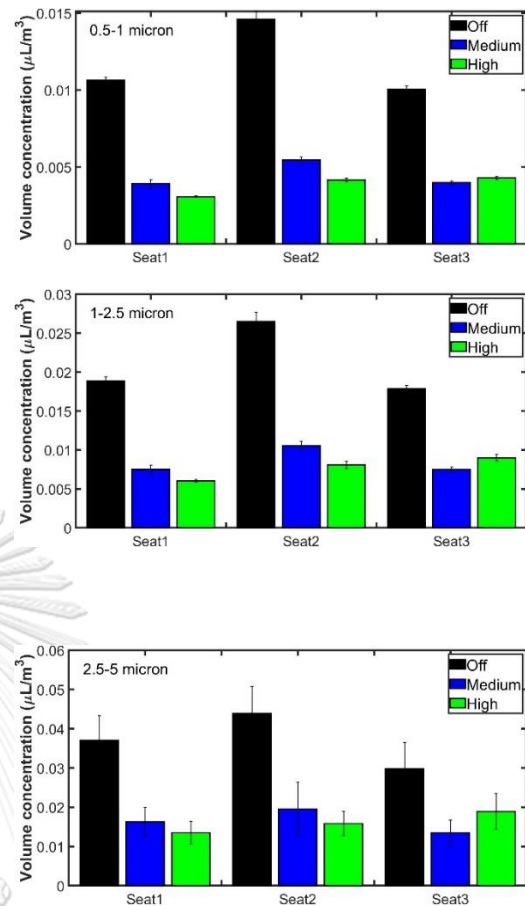 0.5-1 micron
Off
Medium
High
Volume concentration (μL/m³)
0.015
0.01
0.005
0
Seat1 Seat2 Seat3
1-2.5 micron
Off
Medium
High
Volume concentration (μL/m³)
0.03
0.025
0.02
0.015
0.01
0.005
0
Seat1 Seat2 Seat3
2.5-5 micron
Off
Medium
High
Volume concentration (μL/m³)
0.06
0.05
0.04
0.03
0.02
0.01
0
Seat1 Seat2 Seat3